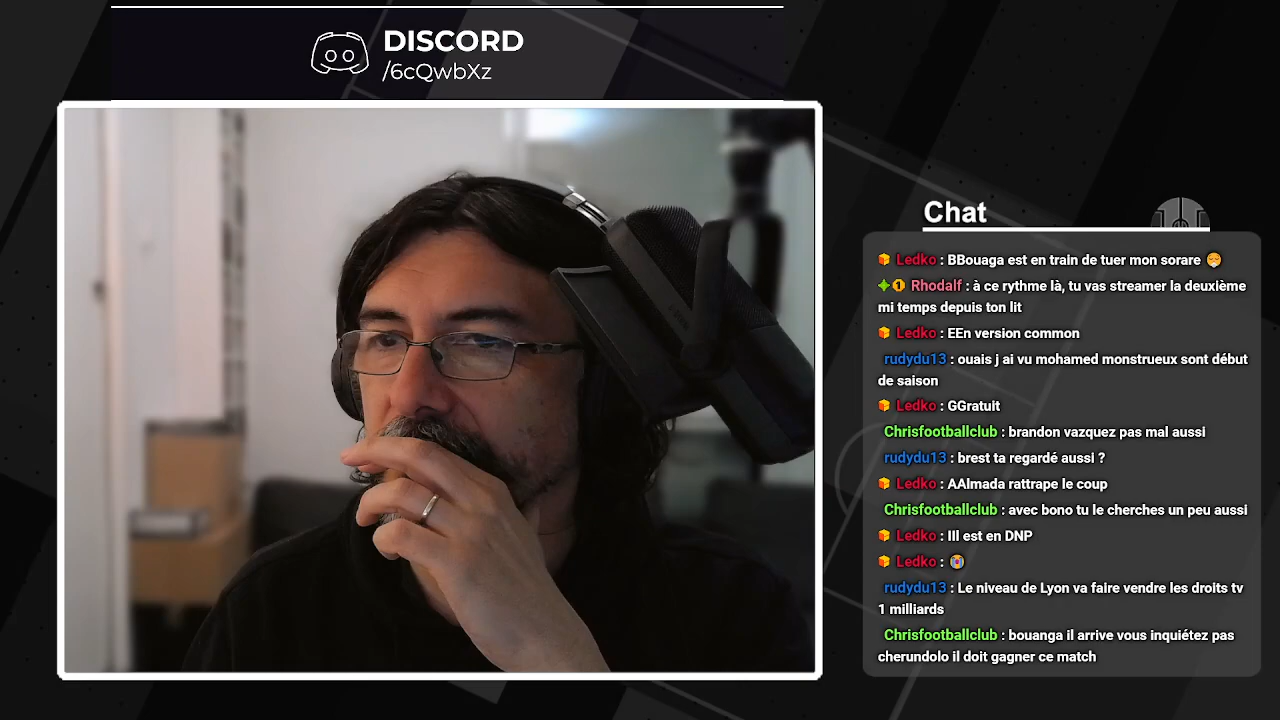 DISCORD
/6cQwbXz
Chat
Ledko : BBouaga est en train de tuer mon sorare
1 Rhodalf : à ce rythme là, tu vas streamer la deuxième
mi temps depuis ton lit
Ledko : EEn version common
rudydu13 : ouais j ai vu mohamed monstrueux sont début
de saison
Ledko : GGratuit
Chrisfootballclub : brandon vazquez pas mal aussi
rudydu13 : brest ta regardé aussi ?
Ledko : AAlmada rattrape le coup
Chrisfootballclub : avec bono tu le cherches un peu aussi
Ledko : IIl est en DNP
Ledko :
rudydu13 : Le niveau de Lyon va faire vendre les droits tv
1 milliards
Chrisfootballclub : bouanga il arrive vous inquiétez pas
cherundolo il doit gagner ce match